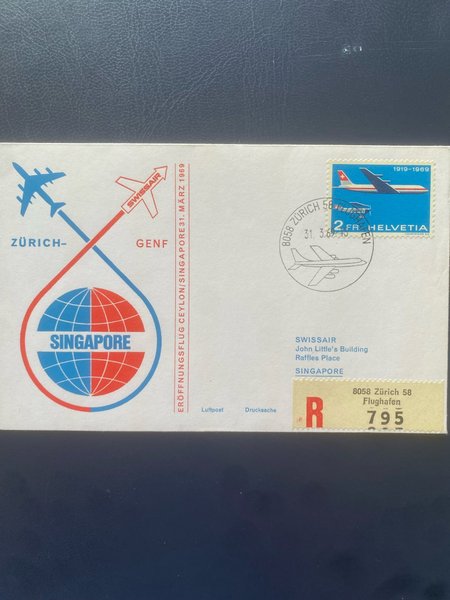 SWISSAIR
ZÜRICH–
GENF
SINGAPORE
ERÖFFNUNGSFLUG CEYLON/SINGAPORE 31. MÄRZ 1969
1919-1969
2 FR HELVETIA
8058 ZÜRICH 58
31. 3.69
SWISSAIR
John Little's Building
Raffles Place
SINGAPORE
Luftpost Drucksache
R
8058 Zürich 58
Flughafen
795